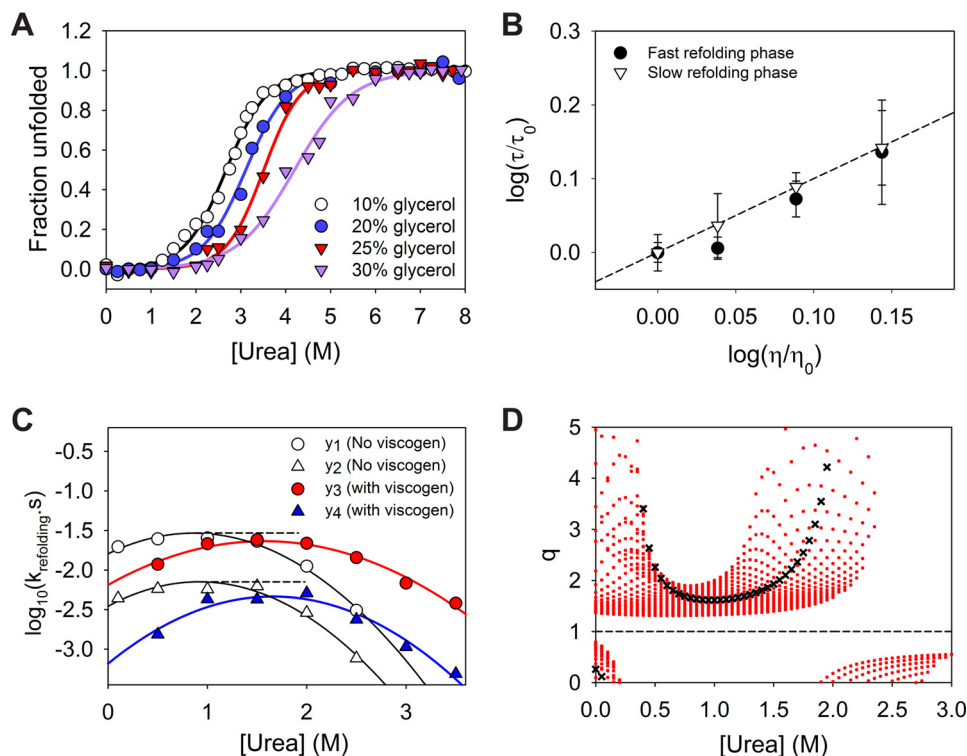 A
Fraction unfolded
1.2
1.0
0.8
0.6
0.4
0.2
0.0
10% glycerol
20% glycerol
25% glycerol
30% glycerol
0 1 2 3 4 5 6 7 8
[Urea] (M)
B
log(τ/τ0)
0.2
0.1
0.0
Fast refolding phase
Slow refolding phase
0.00 0.05 0.10 0.15
log(η/η0)
C
log10(krefolding.s)
-0.5
-1.0
-1.5
-2.0
-2.5
-3.0
y1 (No viscogen)
y2 (No viscogen)
y3 (with viscogen)
y4 (with viscogen)
0 1 2 3
[Urea] (M)
D
q
5
4
3
2
1
0
0.0 0.5 1.0 1.5 2.0 2.5 3.0
[Urea] (M)